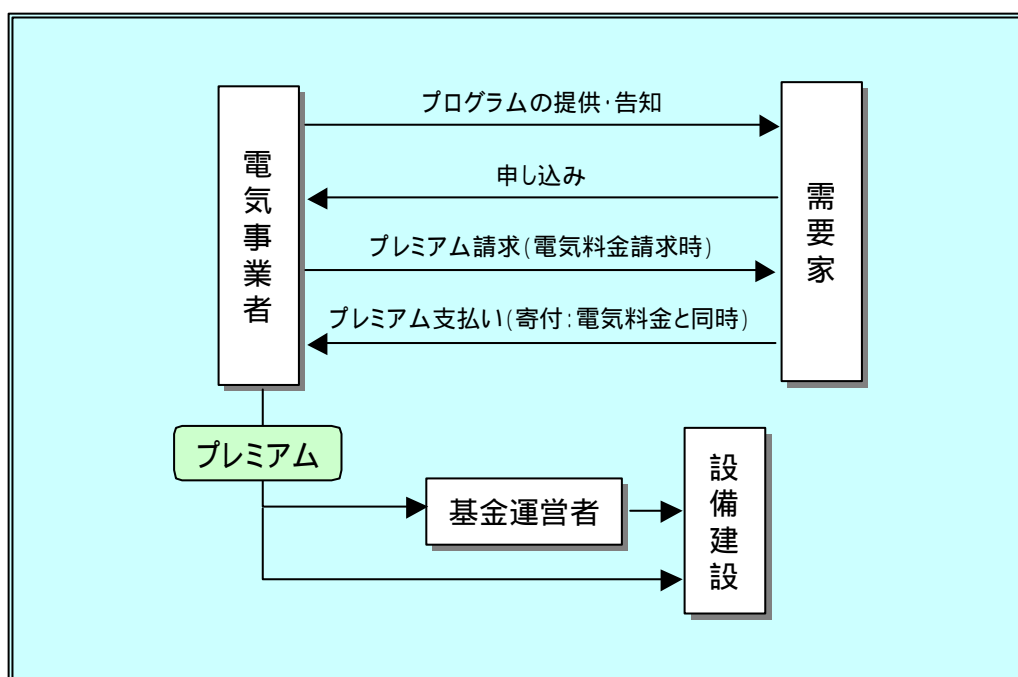 プログラムの提供・告知
電気事業者
申し込み
需要家
プレミアム請求(電気料金請求時)
プレミアム支払い(寄付:電気料金と同時)
プレミアム
基金運営者
設備建設